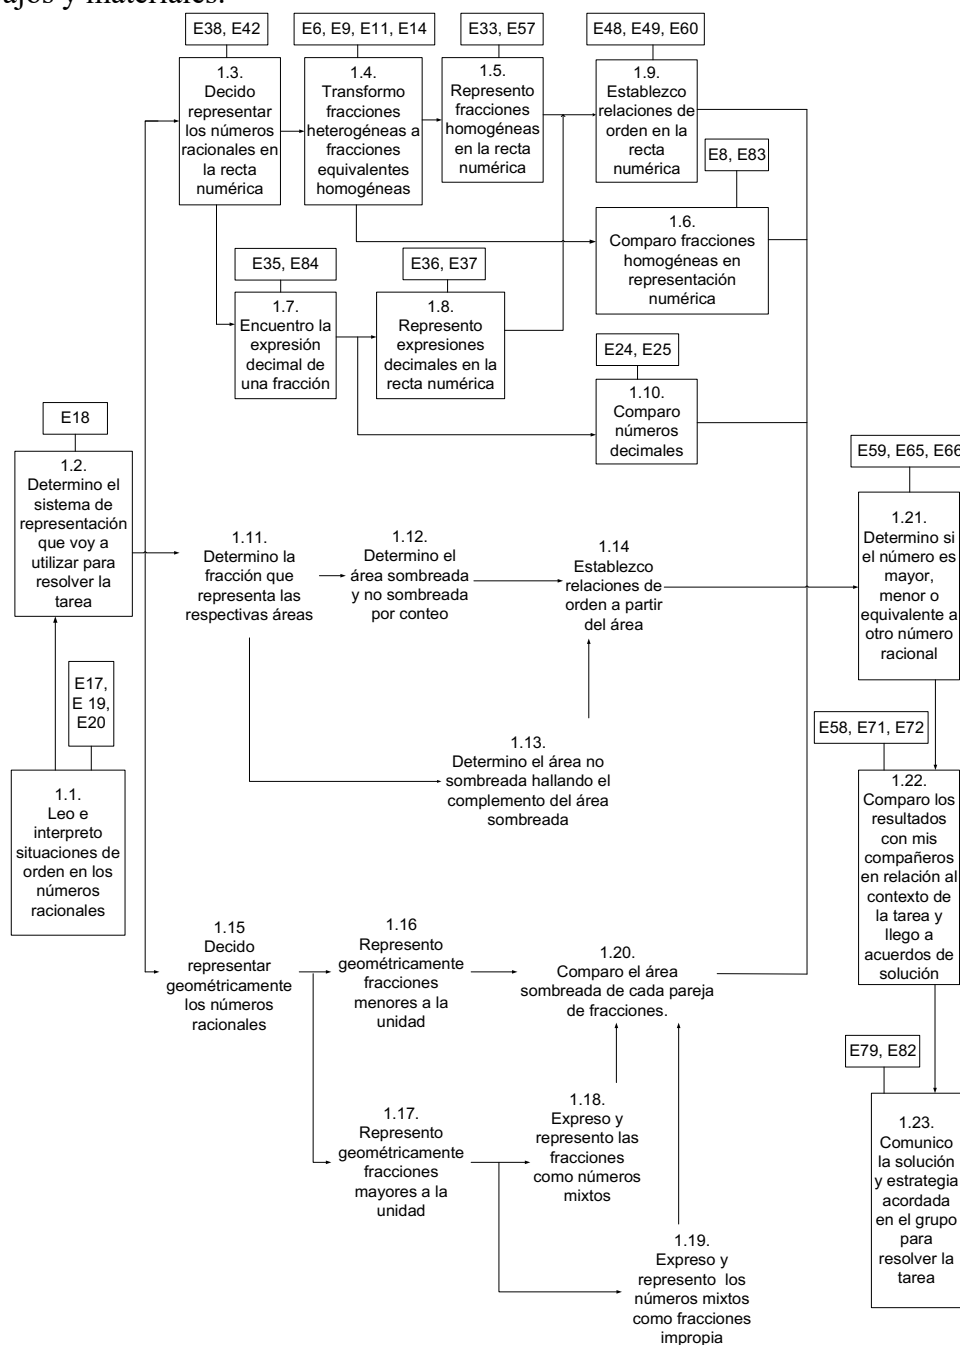 ajos y materiales.
E38, E42
E6, E9, E11, E14
E33, E57
E48, E49, E60
1.3.
Decido
representar
los números
racionales en
la recta
numérica
1.4.
Transformo
fracciones
heterogéneas a
fracciones
equivalentes
homogéneas
1.5.
Represento
fracciones
homogéneas
en la recta
numérica
1.9.
Establezco
relaciones de
orden en la
recta
numérica
E8, E83
1.6.
Comparo fracciones
homogéneas en
representación
numérica
E35, E84
1.7.
Encuentro la
expresión
decimal de
una fracción
E36, E37
1.8.
Represento
expresiones
decimales en la
recta numérica
E24, E25
1.10.
Comparo
números
decimales
E18
1.2.
Determino el
sistema de
representación
que voy a
utilizar para
resolver la
tarea
E17,
E 19,
E20
1.1.
Leo e
interpreto
situaciones de
orden en los
números
racionales
1.11.
Determino la
fracción que
representa las
respectivas áreas
1.12.
Determino el
área sombreada
y no sombreada
por conteo
1.14
Establezco
relaciones de
orden a partir
del área
1.13.
Determino el área no
sombreada hallando el
complemento del área
sombreada
1.15
Decido
representar
geométricamente
los números
racionales
1.16
Represento
geométricamente
fracciones
menores a la
unidad
1.20.
Comparo el área
sombreada de cada pareja
de fracciones.
1.17.
Represento
geométricamente
fracciones
mayores a la
unidad
1.18.
Expreso y
represento las
fracciones
como números
mixtos
1.19.
Expreso y
represento los
números mixtos
como fracciones
impropia
E59, E65, E66
1.21.
Determino si
el número es
mayor,
menor o
equivalente a
otro número
racional
E58, E71, E72
1.22.
Comparo los
resultados
con mis
compañeros
en relación al
contexto de
la tarea y
llego a
acuerdos de
solución
E79, E82
1.23.
Comunico
la solución
y estrategia
acordada
en el grupo
para
resolver la
tarea